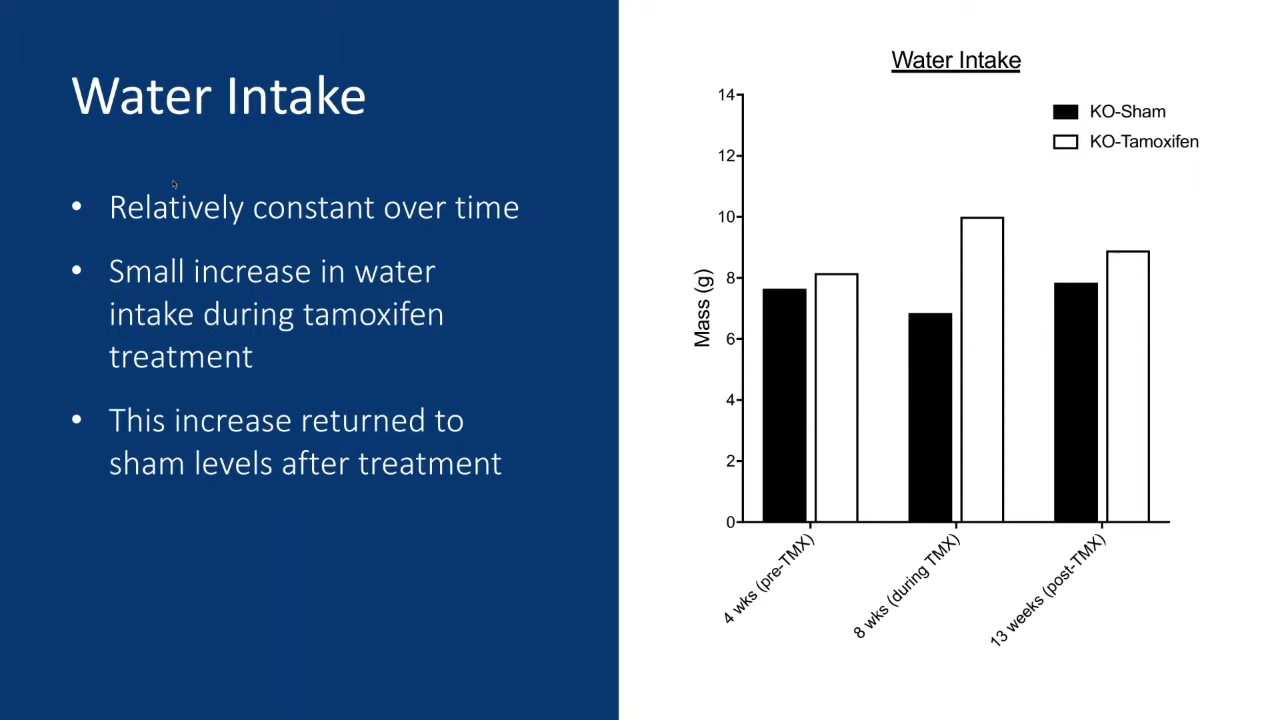 Water Intake
• Relatively constant over time
• Small increase in water
intake during tamoxifen
treatment
• This increase returned to
sham levels after treatment
Water Intake
KO-Sham
KO-Tamoxifen
14
12
10
8
6
4
2
0
Mass (g)
4 wks (pre-TMX)
8 wks (during TMX)
13 weeks (post-TMX)